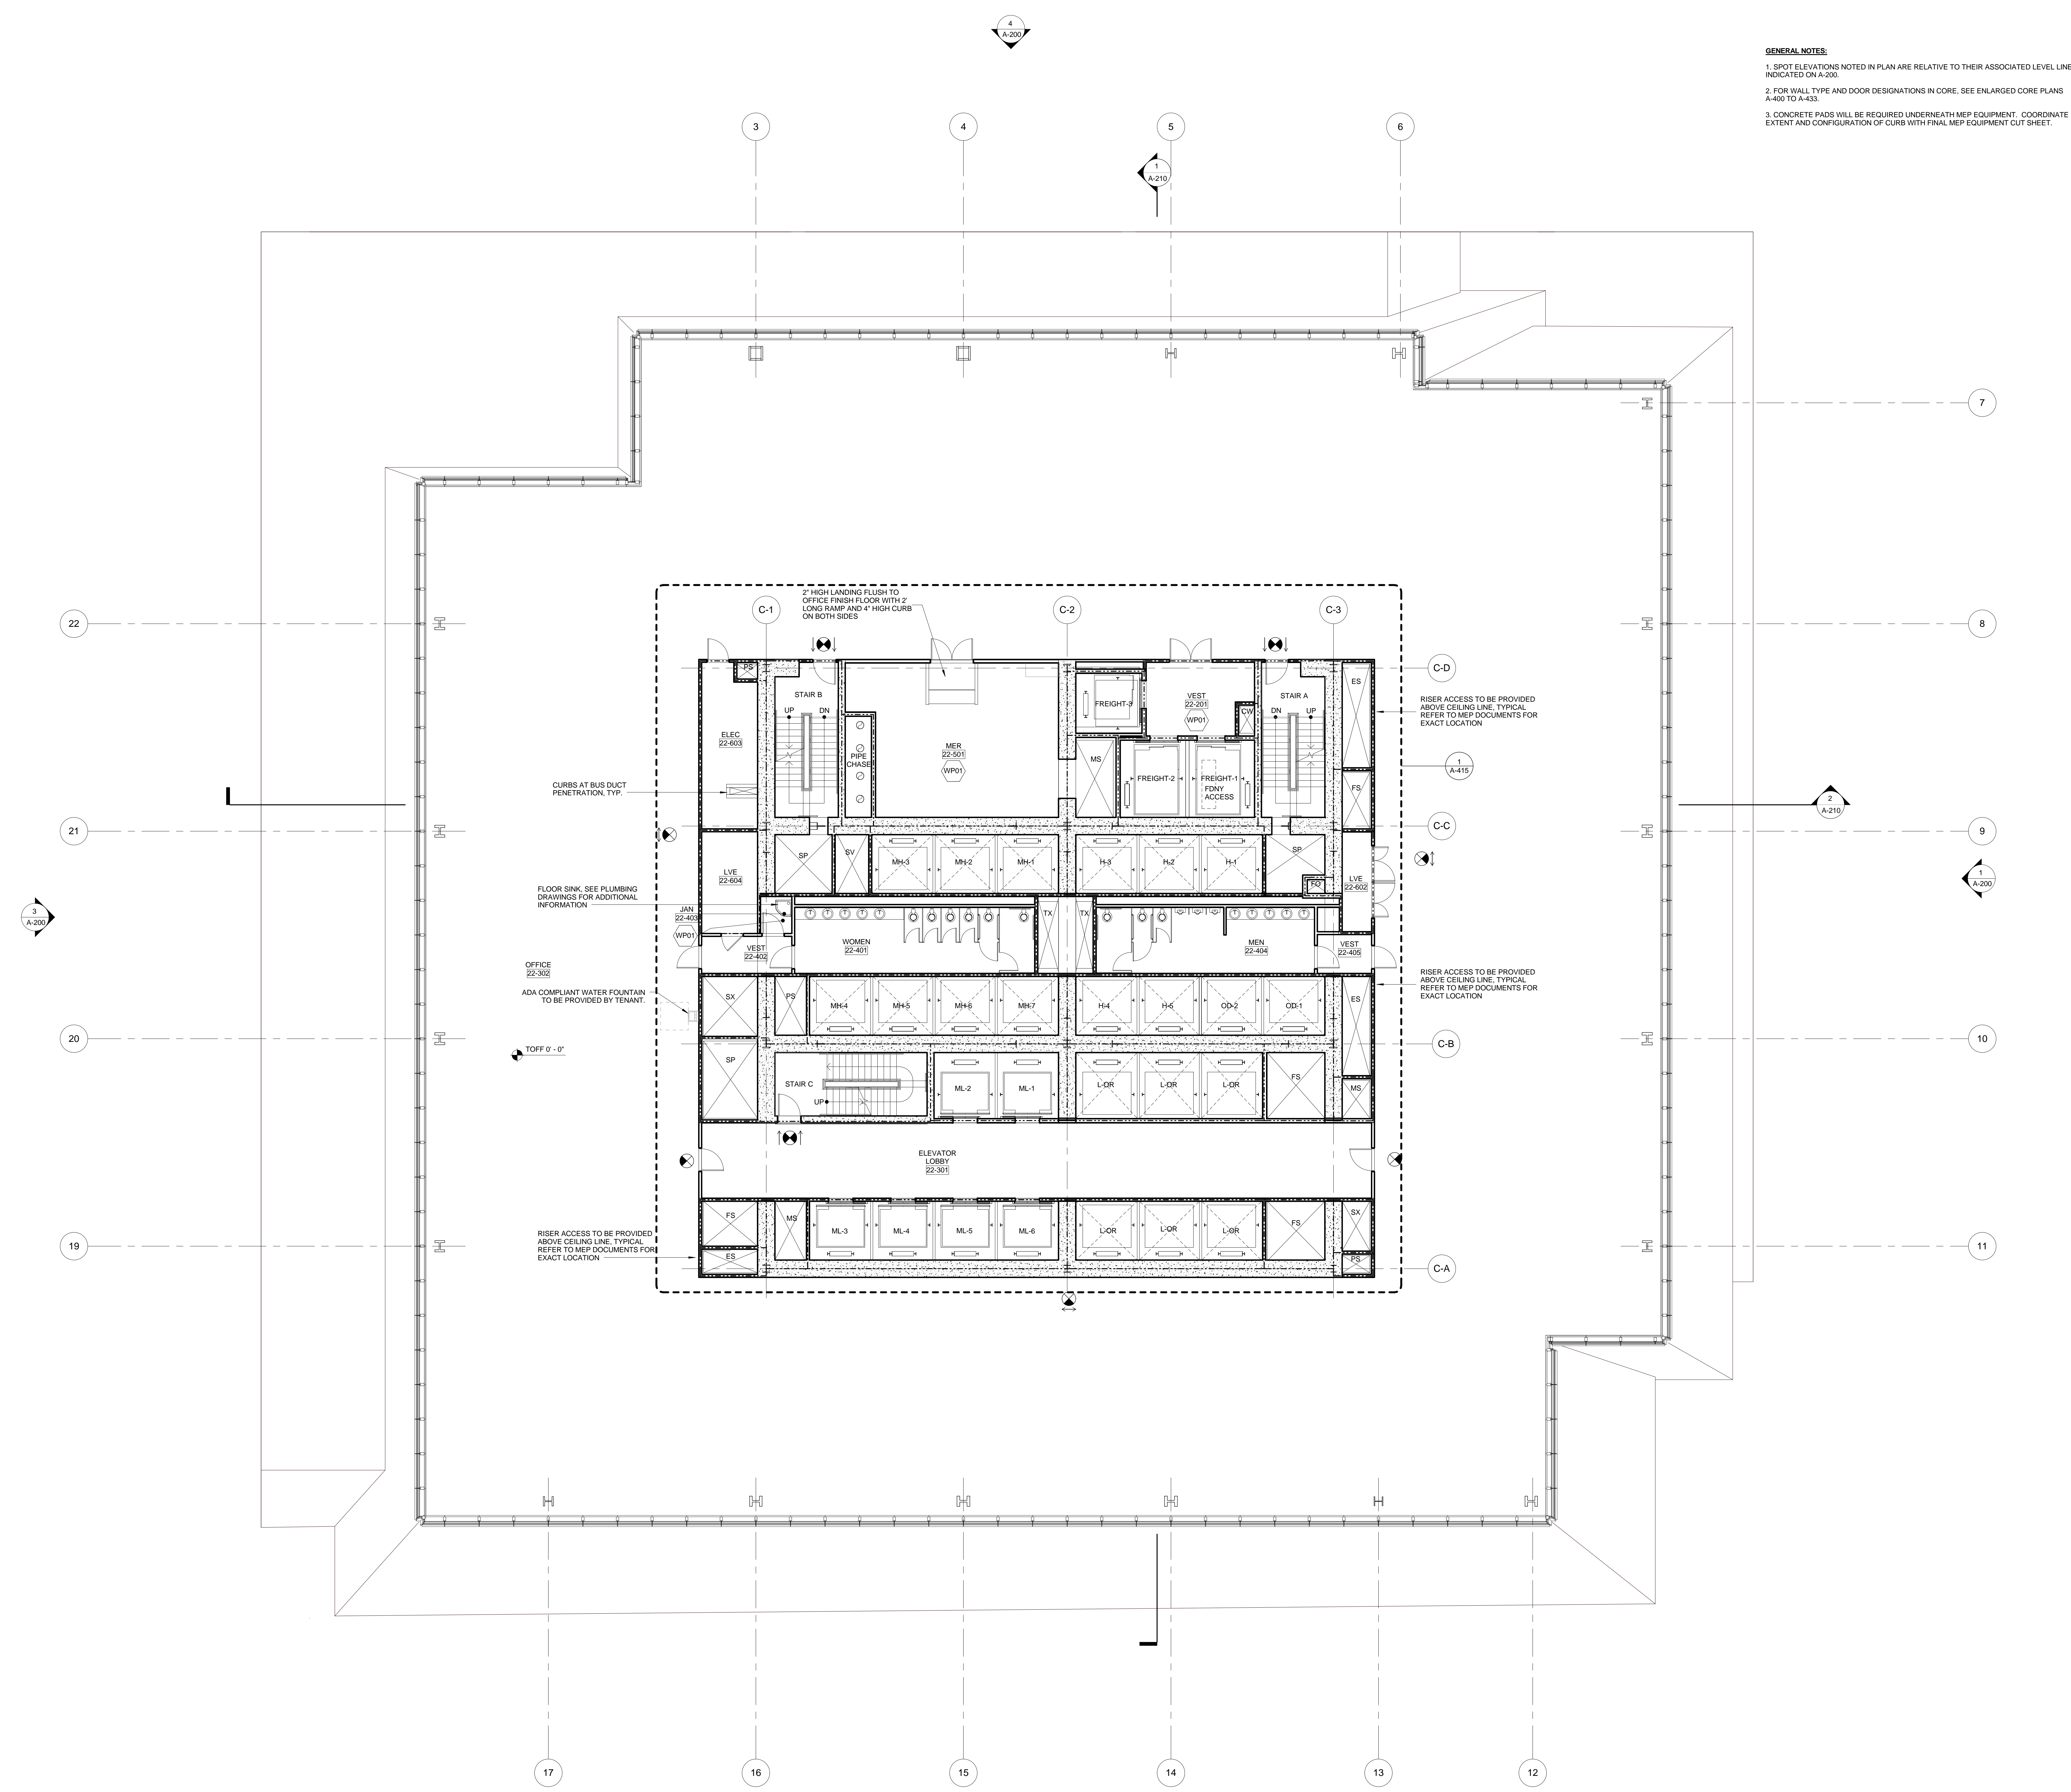 4
A-200
GENERAL NOTES:
1. SPOT ELEVATIONS NOTED IN PLAN ARE RELATIVE TO THEIR ASSOCIATED LEVEL LINE
INDICATED ON A-200.
2. FOR WALL TYPE AND DOOR DESIGNATIONS IN CORE, SEE ENLARGED CORE PLANS
A-400 TO A-433.
3. CONCRETE PADS WILL BE REQUIRED UNDERNEATH MEP EQUIPMENT. COORDINATE
EXTENT AND CONFIGURATION OF CURB WITH FINAL MEP EQUIPMENT CUT SHEET.
3
4
5
6
1
A-210
7
22
8
2" HIGH LANDING FLUSH TO
OFFICE FINISH FLOOR WITH 2'
LONG RAMP AND 4" HIGH CURB
ON BOTH SIDES
C-1
C-2
C-3
C-D
PS
STAIR B
UP
DN
ELEC
22-603
PIPE
CHASE
MER
22-501
WP01
FREIGHT-3
VEST
22-201
WP01
CW
STAIR A
DN
UP
ES
RISER ACCESS TO BE PROVIDED
ABOVE CEILING LINE, TYPICAL
REFER TO MEP DOCUMENTS FOR
EXACT LOCATION
MS
FREIGHT-2
FREIGHT-1
FDNY
ACCESS
FS
1
A-415
CURBS AT BUS DUCT
PENETRATION, TYP.
2
A-210
21
C-C
9
SP
SV
MH-3
MH-2
MH-1
H-3
H-2
H-1
SP
FO
LVE
22-604
LVE
22-602
1
A-200
FLOOR SINK, SEE PLUMBING
DRAWINGS FOR ADDITIONAL
INFORMATION
3
A-200
JAN
22-403
WP01
VEST
22-402
T
T
T
T
T
WOMEN
22-401
TX
TX
T
T
T
T
T
MEN
22-404
VEST
22-405
OFFICE
22-302
ADA COMPLIANT WATER FOUNTAIN
TO BE PROVIDED BY TENANT.
RISER ACCESS TO BE PROVIDED
ABOVE CEILING LINE, TYPICAL
REFER TO MEP DOCUMENTS FOR
EXACT LOCATION
SX
PS
MH-4
MH-5
MH-6
MH-7
H-4
H-5
OD-2
OD-1
ES
20
TOFF 0' - 0"
C-B
10
SP
STAIR C
UP
ML-2
ML-1
L-OR
L-OR
L-OR
FS
MS
ELEVATOR
LOBBY
22-301
FS
MS
ML-3
ML-4
ML-5
ML-6
L-OR
L-OR
L-OR
FS
SX
RISER ACCESS TO BE PROVIDED
ABOVE CEILING LINE, TYPICAL
REFER TO MEP DOCUMENTS FOR
EXACT LOCATION
ES
PS
19
C-A
11
17
16
15
14
13
12